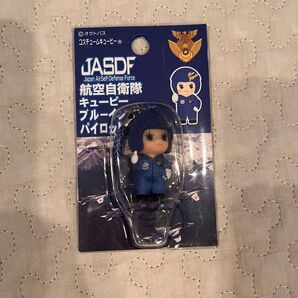 ©オクトパス
コスチュームキューピー®
JASDF
Japan Air Self-Defense Force
航空自衛隊
キューピー
ブルー
パイロッ